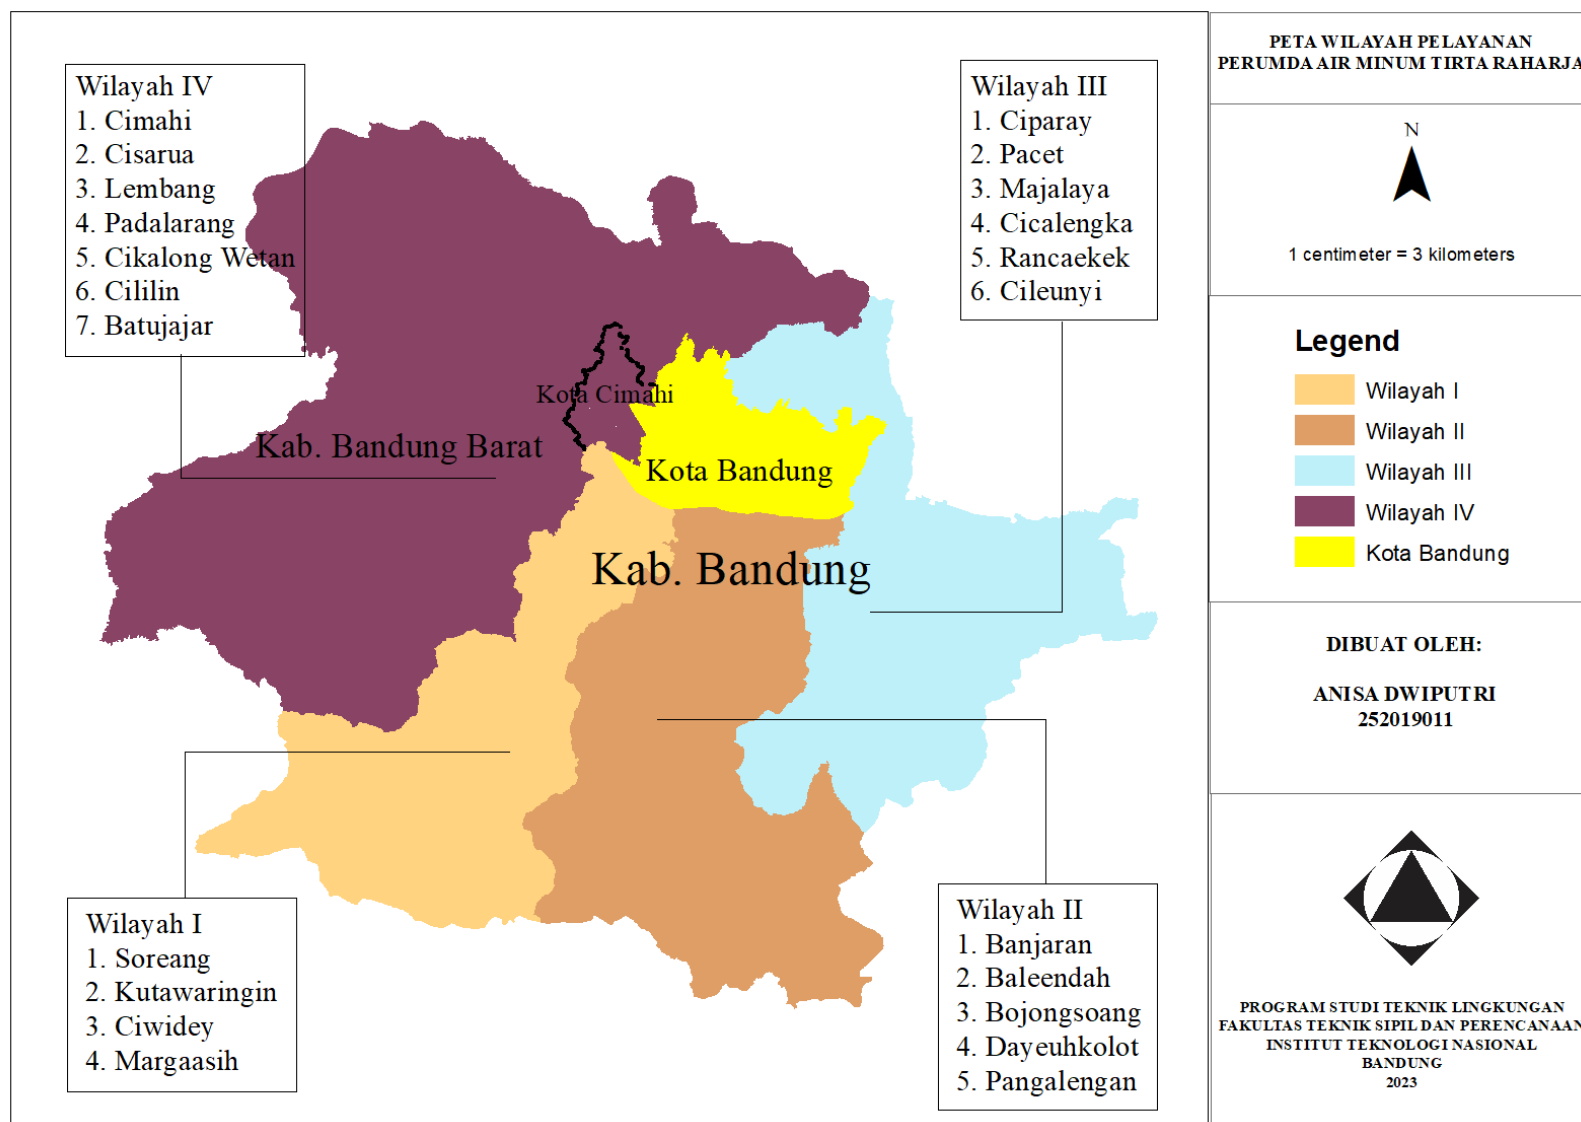 Wilayah IV
1. Cimahi
2. Cisarua
3. Lembang
4. Padalarang
5. Cikalong Wetan
6. Cililin
7. Batujajar
Wilayah III
1. Ciparay
2. Pacet
3. Majalaya
4. Cicalengka
5. Rancaekek
6. Cileunyi
Kota Cimahi
Kab. Bandung Barat
Kota Bandung
Kab. Bandung
Wilayah I
1. Soreang
2. Kutawaringin
3. Ciwidey
4. Margaasih
Wilayah II
1. Banjaran
2. Baleendah
3. Bojongsoang
4. Dayeuhkolot
5. Pangalengan
PETA WILAYAH PELAYANAN
PERUMDA AIR MINUM TIRTA RAHARJA
N
1 centimeter = 3 kilometers
Legend
Wilayah I
Wilayah II
Wilayah III
Wilayah IV
Kota Bandung
DIBUAT OLEH:
ANISA DWIPUTRI
252019011
PROGRAM STUDI TEKNIK LINGKUNGAN
FAKULTAS TEKNIK SIPIL DAN PERENCANAAN
INSTITUT TEKNOLOGI NASIONAL
BANDUNG
2023